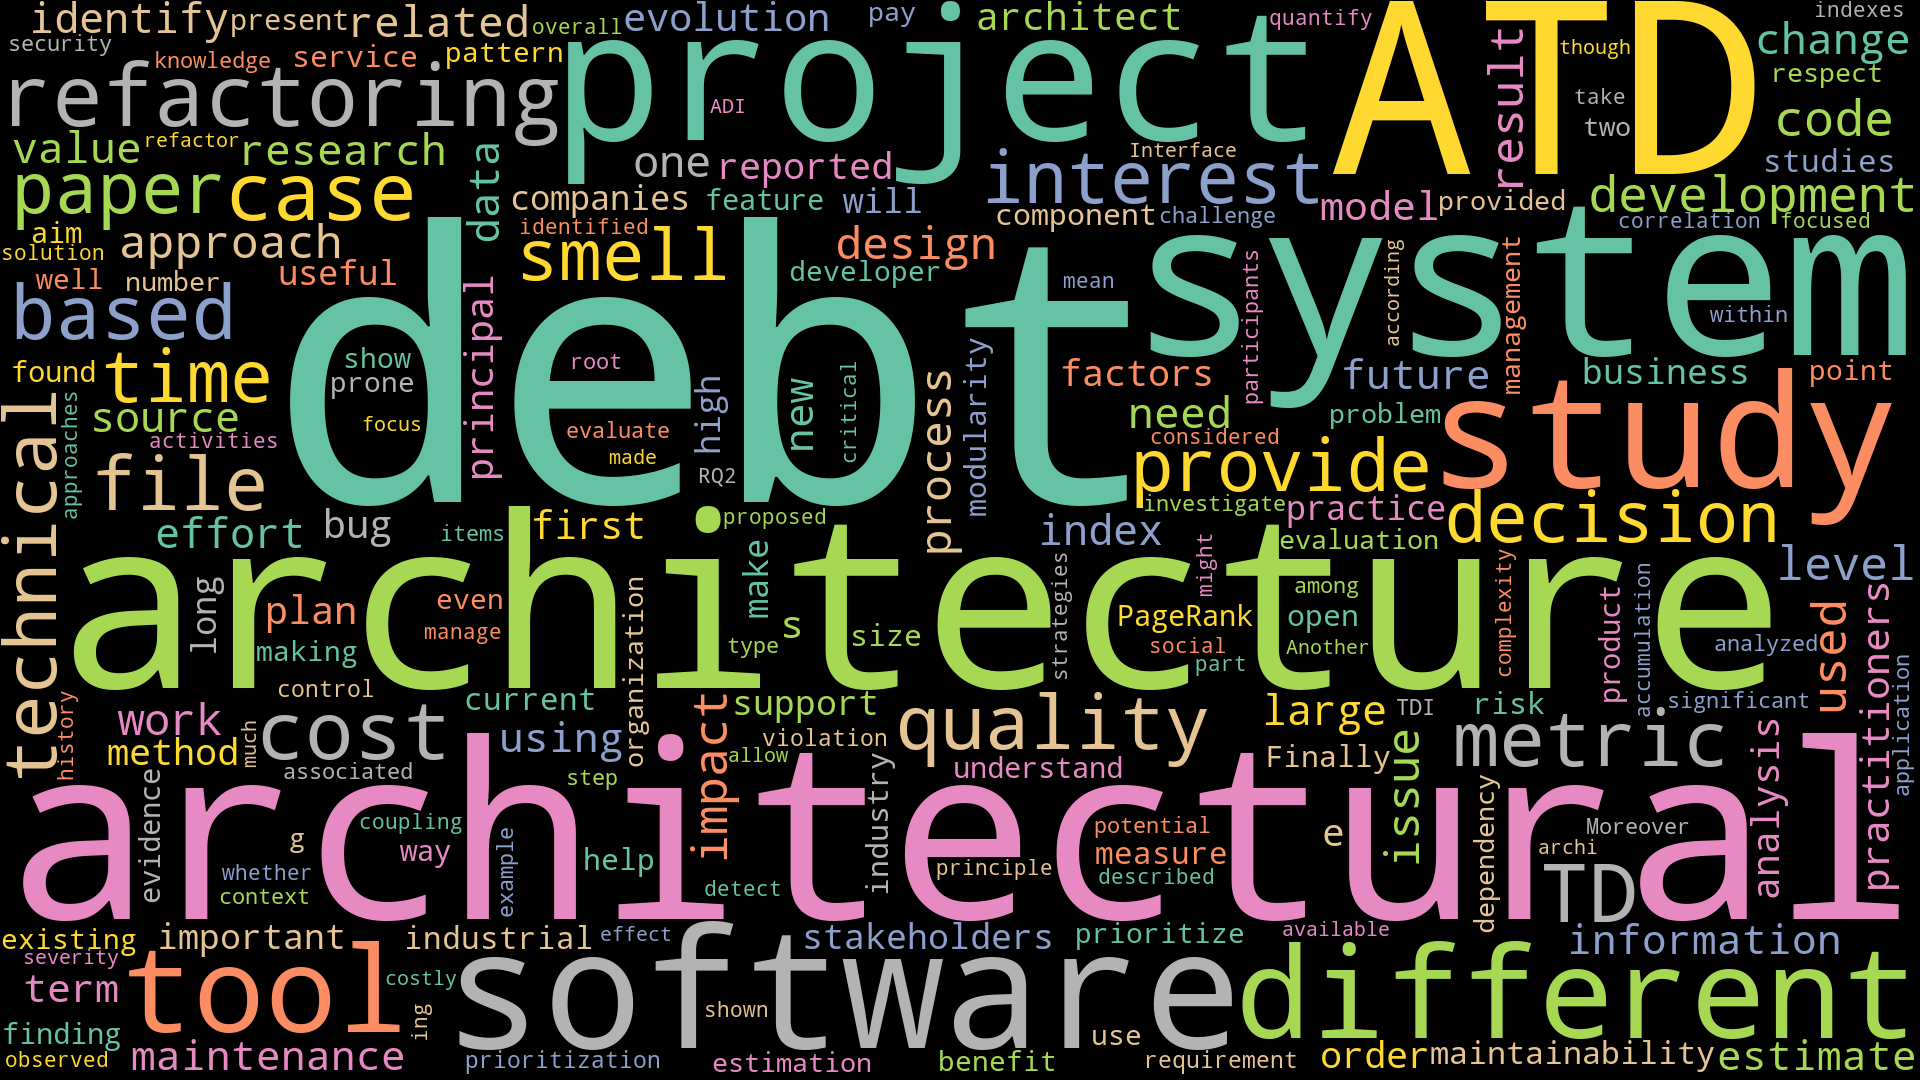 identify
present
related
overall
evolution
pay
architect
quantify
indexes
security
knowledge
service
pattern
project
ATD
result
though
change
refactoring
ADI
take
respect
two
code
value
refactor
research
data
one
reported
Interface
interest
studies
paper
case
companies
feature
will
component
challenge
model
provided
development
correlation
focused
aim
solution
approach
identified
smell
design
developer
system
well
number
useful
principal
debt
mean
participants
according
management
within
based
found
time
show
prone
root
focus
new
critical
high
evaluate
made
RQ2
process
modularity
factors
future
business
point
source
activities
need
problem
study
considered
technical
approaches
file
provide
investigate
practice
decision
effort
bug
items
first
proposed
index
evaluation
level
architecture
long
plan
even
manage
making
organization
make
type
s
size
strategies
might
PageRank
social
part
among
open
Another
complexity
product
accumulation
analyzed
used
practitioners
application
control
current
support
large
TDI
risk
significant
history
work
method
much
cost
associated
using
impact
violation
allow
quality
understand
Finally
issue
metric
analysis
step
architectural
evidence
g
whether
context
coupling
way
example
help
detect
industry
principle
potential
measure
described
e
dependency
Moreover
archi
TD
existing
severity
important
industrial
effect
stakeholders
prioritize
available
information
term
tool
costly
software
different
shown
ing
finding
observed
maintenance
prioritization
estimation
benefit
use
requirement
order
maintainability
estimate